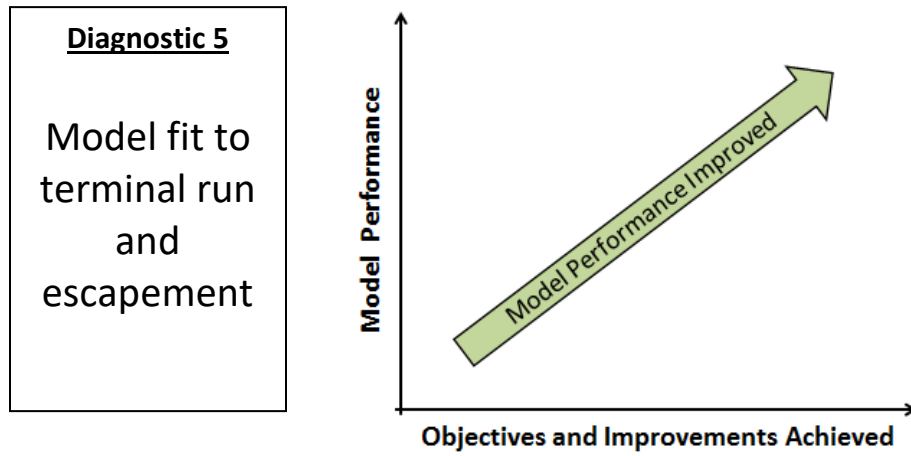 Diagnostic 5
Model fit to
terminal run
and
escapement
Model Performance
Model Performance Improved
Objectives and Improvements Achieved